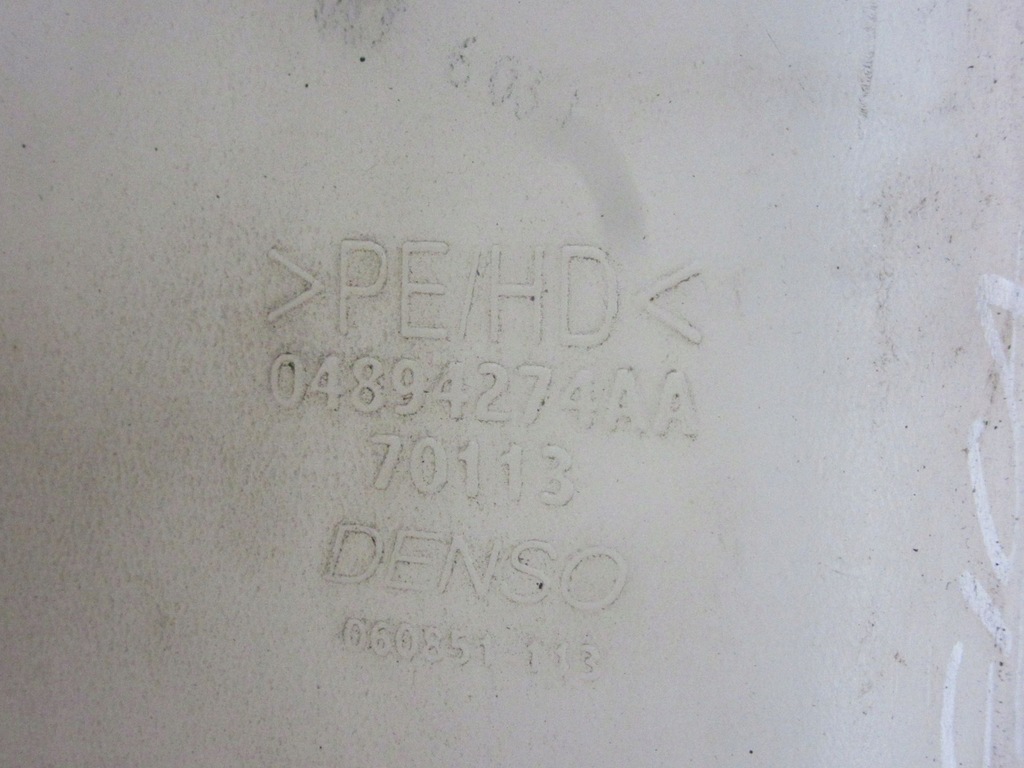 >PE/HD<
04894274AA
70113
DENSO
060851-113